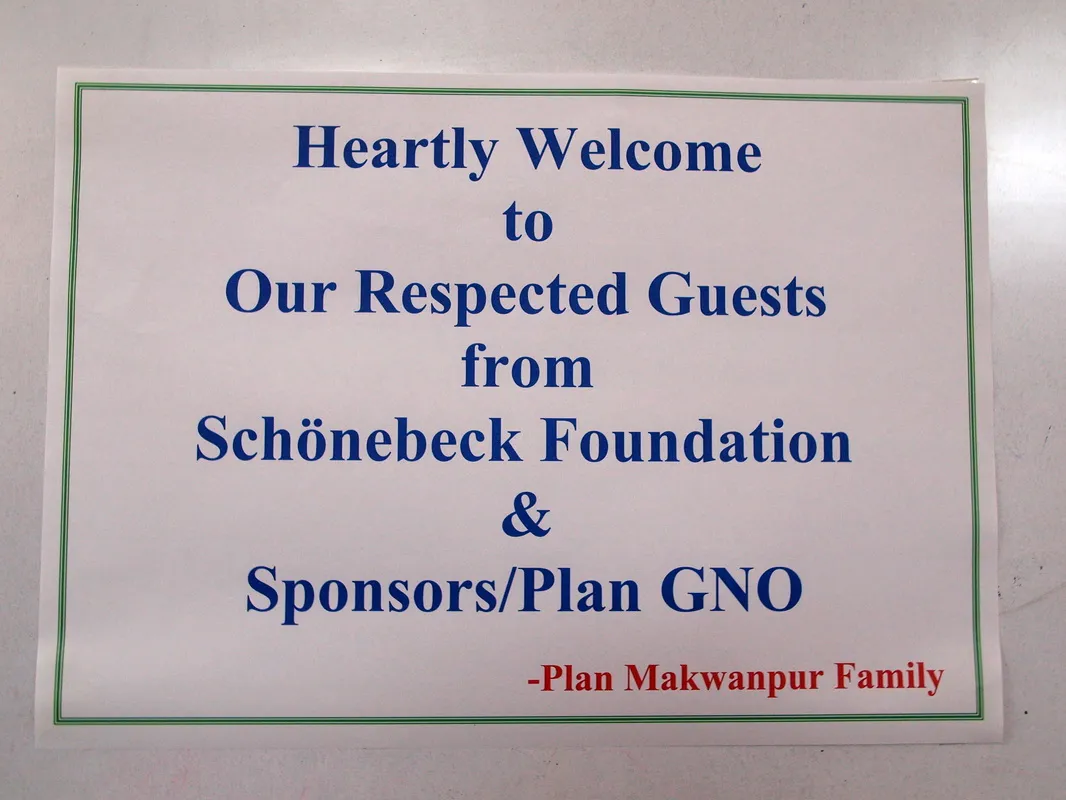 Heartly Welcome
to
Our Respected Guests
from
Schönebeck Foundation
&
Sponsors/Plan GNO
-Plan Makwanpur Family